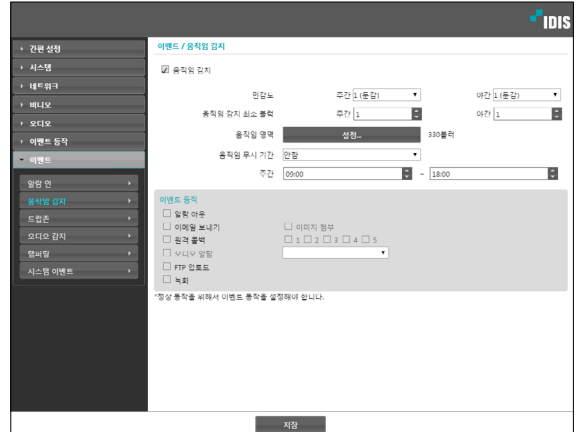 IDIS
간편 설정
시스템
네트워크
비디오
오디오
이벤트 동작
이벤트
알람 인
움직임 감지
트립존
오디오 감지
탬퍼링
시스템 이벤트
이벤트 / 움직임 감지
움직임 감지
민감도 주간 1 (둔감) 야간 1 (둔감)
움직임 감지 최소 블럭 주간 1 야간 1
움직임 영역 설정... 330블럭
움직임 무시 기간 안함
주간 09:00 ~ 18:00
이벤트 동작
알람 아웃
이메일 보내기 이미지 첨부
원격 콜백 1 2 3 4 5
오디오 알람
FTP 업로드
녹화
*정상 동작을 위해서 이벤트 동작을 설정해야 합니다.
저장